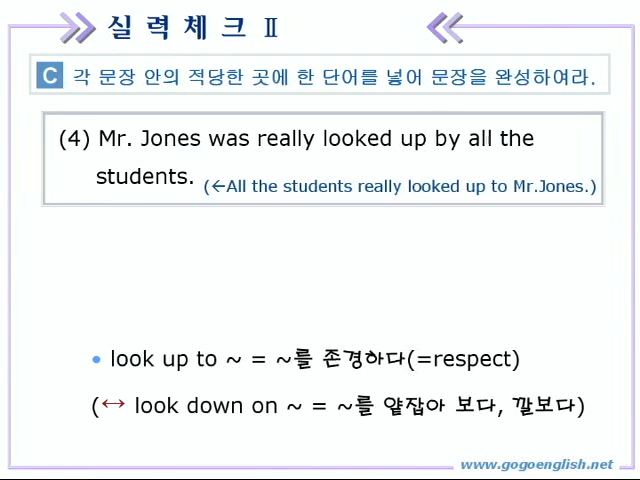 실 력 체 크 Ⅱ
C 각 문장 안의 적당한 곳에 한 단어를 넣어 문장을 완성하여라.
(4) Mr. Jones was really looked up by all the
students. (←All the students really looked up to Mr.Jones.)
• look up to ~ = ~를 존경하다(=respect)
(↔ look down on ~ = ~를 얕잡아 보다, 깔보다)
www.gogoenglish.net